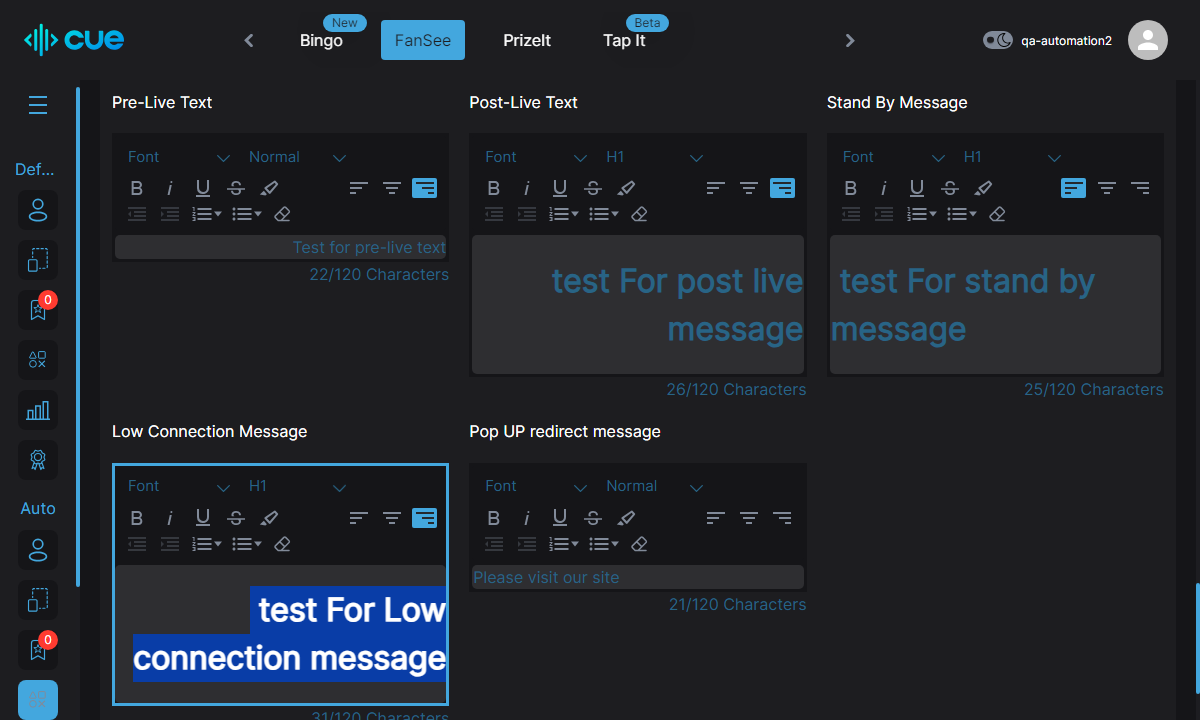 cue
Bingo
New
FanSee
PrizeIt
Tap It
Beta
qa-automation2
Def...
0
Auto
0
Pre-Live Text
Font
Normal
Test for pre-live text
22/120 Characters
Post-Live Text
Font
H1
test For post live
message
26/120 Characters
Stand By Message
Font
H1
test For stand by
message
25/120 Characters
Low Connection Message
Font
H1
test For Low
connection message
31/120 Characters
Pop UP redirect message
Font
Normal
Please visit our site
21/120 Characters